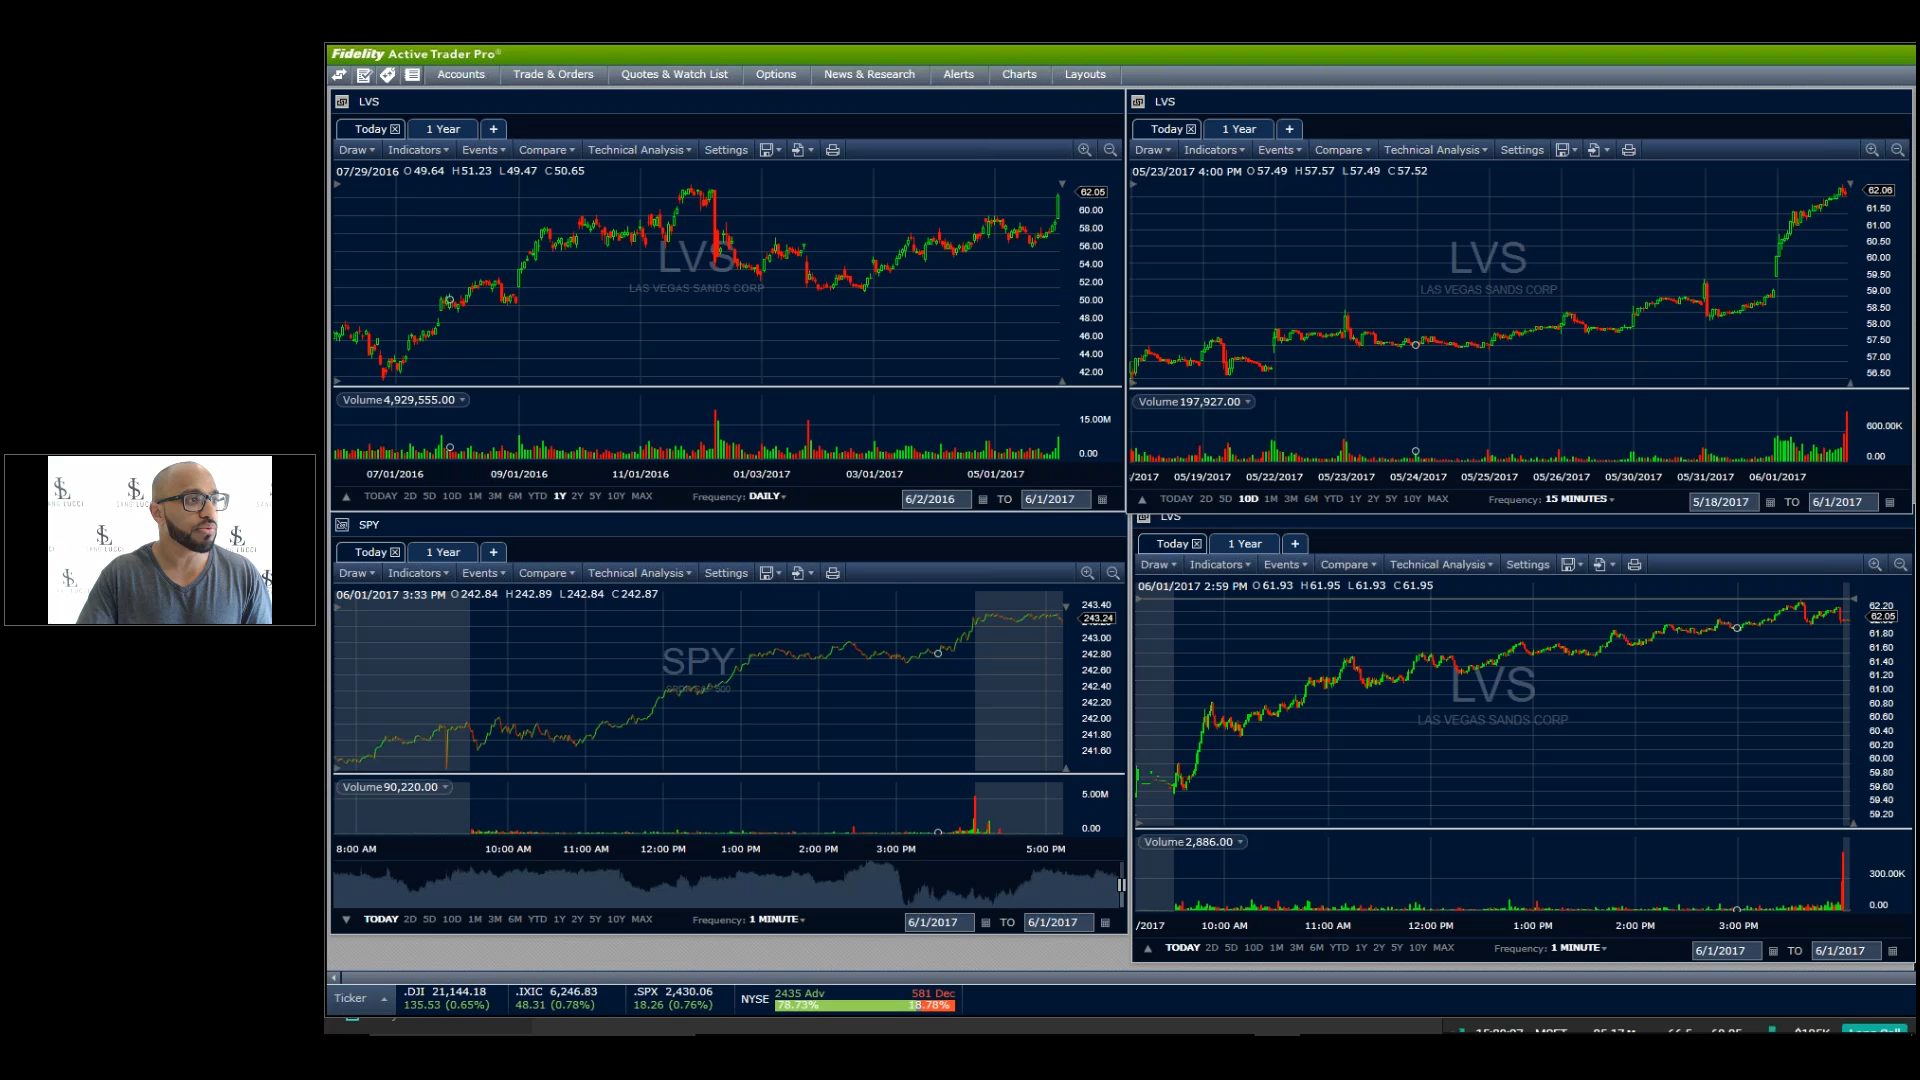 Fidelity Active Trader Pro®
Accounts Trade & Orders Quotes & Watch List Options News & Research Alerts Charts Layouts
LVS
Today 1 Year +
Draw Indicators Events Compare Technical Analysis Settings
07/29/2016 O 49.64 H 51.23 L 49.47 C 50.65
62.05
60.00
58.00
56.00
54.00
52.00
50.00
48.00
46.00
44.00
42.00
LVS
LAS VEGAS SANDS CORP
Volume 4,929,555.00
15.00M
0.00
07/01/2016 09/01/2016 11/01/2016 01/03/2017 03/01/2017 05/01/2017
TODAY 2D 5D 10D 1M 3M 6M YTD 1Y 2Y 5Y 10Y MAX Frequency: DAILY 6/2/2016 TO 6/1/2017
LVS
Today 1 Year +
Draw Indicators Events Compare Technical Analysis Settings
05/23/2017 4:00 PM O 57.49 H 57.57 L 57.49 C 57.52
62.06
61.50
61.00
60.50
60.00
59.50
59.00
58.50
58.00
57.50
57.00
56.50
LVS
LAS VEGAS SANDS CORP
Volume 197,927.00
600.00K
0.00
/2017 05/19/2017 05/22/2017 05/23/2017 05/24/2017 05/25/2017 05/26/2017 05/30/2017 05/31/2017 06/01/2017
TODAY 2D 5D 10D 1M 3M 6M YTD 1Y 2Y 5Y 10Y MAX Frequency: 15 MINUTES 5/18/2017 TO 6/1/2017
SPY
Today 1 Year +
Draw Indicators Events Compare Technical Analysis Settings
06/01/2017 3:33 PM O 242.84 H 242.89 L 242.84 C 242.87
243.40
243.24
243.00
242.80
242.60
242.40
242.20
242.00
241.80
241.60
SPY
Volume 90,220.00
5.00M
0.00
8:00 AM 10:00 AM 11:00 AM 12:00 PM 1:00 PM 2:00 PM 3:00 PM 5:00 PM
TODAY 2D 5D 10D 1M 3M 6M YTD 1Y 2Y 5Y 10Y MAX Frequency: 1 MINUTE 6/1/2017 TO 6/1/2017
LVS
Today 1 Year +
Draw Indicators Events Compare Technical Analysis Settings
06/01/2017 2:59 PM O 61.93 H 61.95 L 61.93 C 61.95
62.20
62.05
61.80
61.60
61.40
61.20
61.00
60.80
60.60
60.40
60.20
60.00
59.80
59.60
59.40
59.20
LVS
LAS VEGAS SANDS CORP
Volume 2,886.00
300.00K
0.00
/2017 10:00 AM 11:00 AM 12:00 PM 1:00 PM 2:00 PM 3:00 PM
TODAY 2D 5D 10D 1M 3M 6M YTD 1Y 2Y 5Y 10Y MAX Frequency: 1 MINUTE 6/1/2017 TO 6/1/2017
Ticker
.DJI 21,144.18
135.53 (0.65%)
.IXIC 6,246.83
48.31 (0.78%)
.SPX 2,430.06
18.26 (0.76%)
NYSE
2435 Adv 581 Dec
78.73% 18.78%